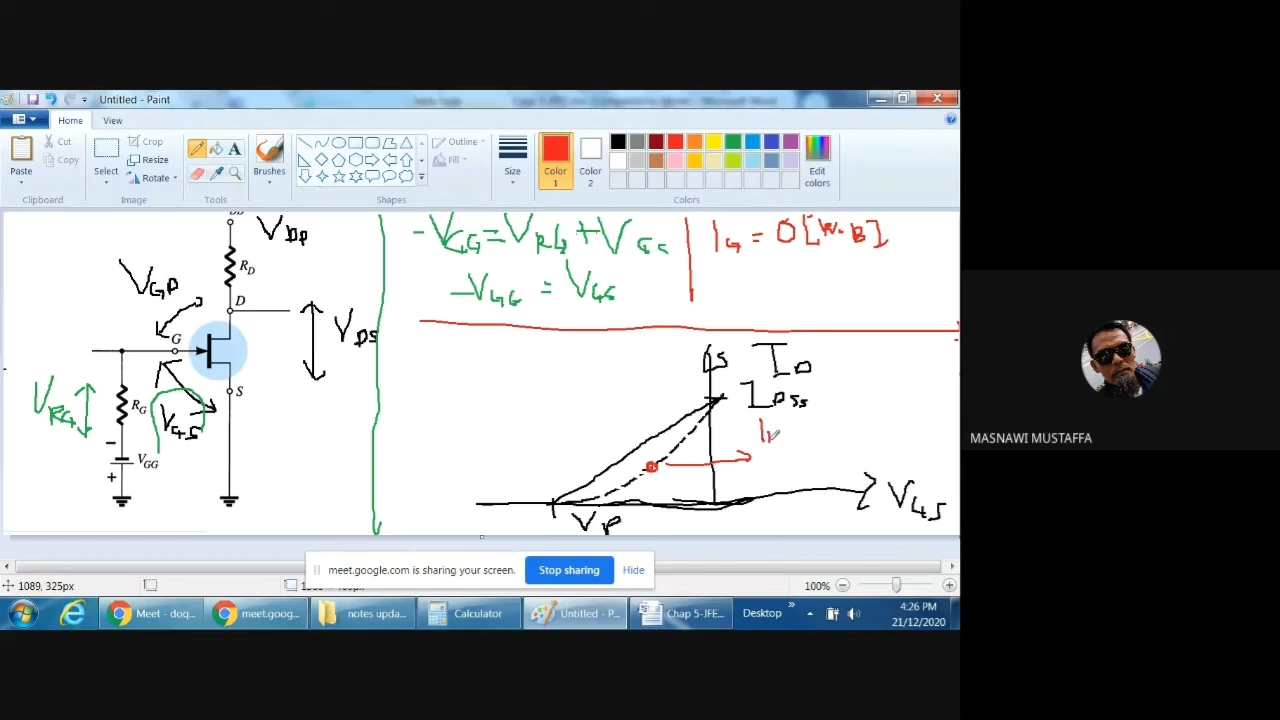 Untitled - Paint
Home View
Cut
Copy
Paste
Crop
Resize
Rotate
Select
Brushes
Outline
Fill
Size
Color 1
Color 2
Edit colors
Clipboard
Image
Tools
Shapes
Colors
VDD
RD
VGD
D
VDS
G
S
VRG
RG
VGS
−
VGG
+
-VGG = VRG + VGS
-VGG = VGS
IG = 0
ID
IDSS
VP
VGS
meet.google.com is sharing your screen.
Stop sharing
Hide
1089, 325px
100%
Meet - doq...
meet.goog...
notes upda...
Calculator
Untitled - P...
Chap 5-JFE...
Desktop
4:26 PM
21/12/2020
MASNAWI MUSTAFFA